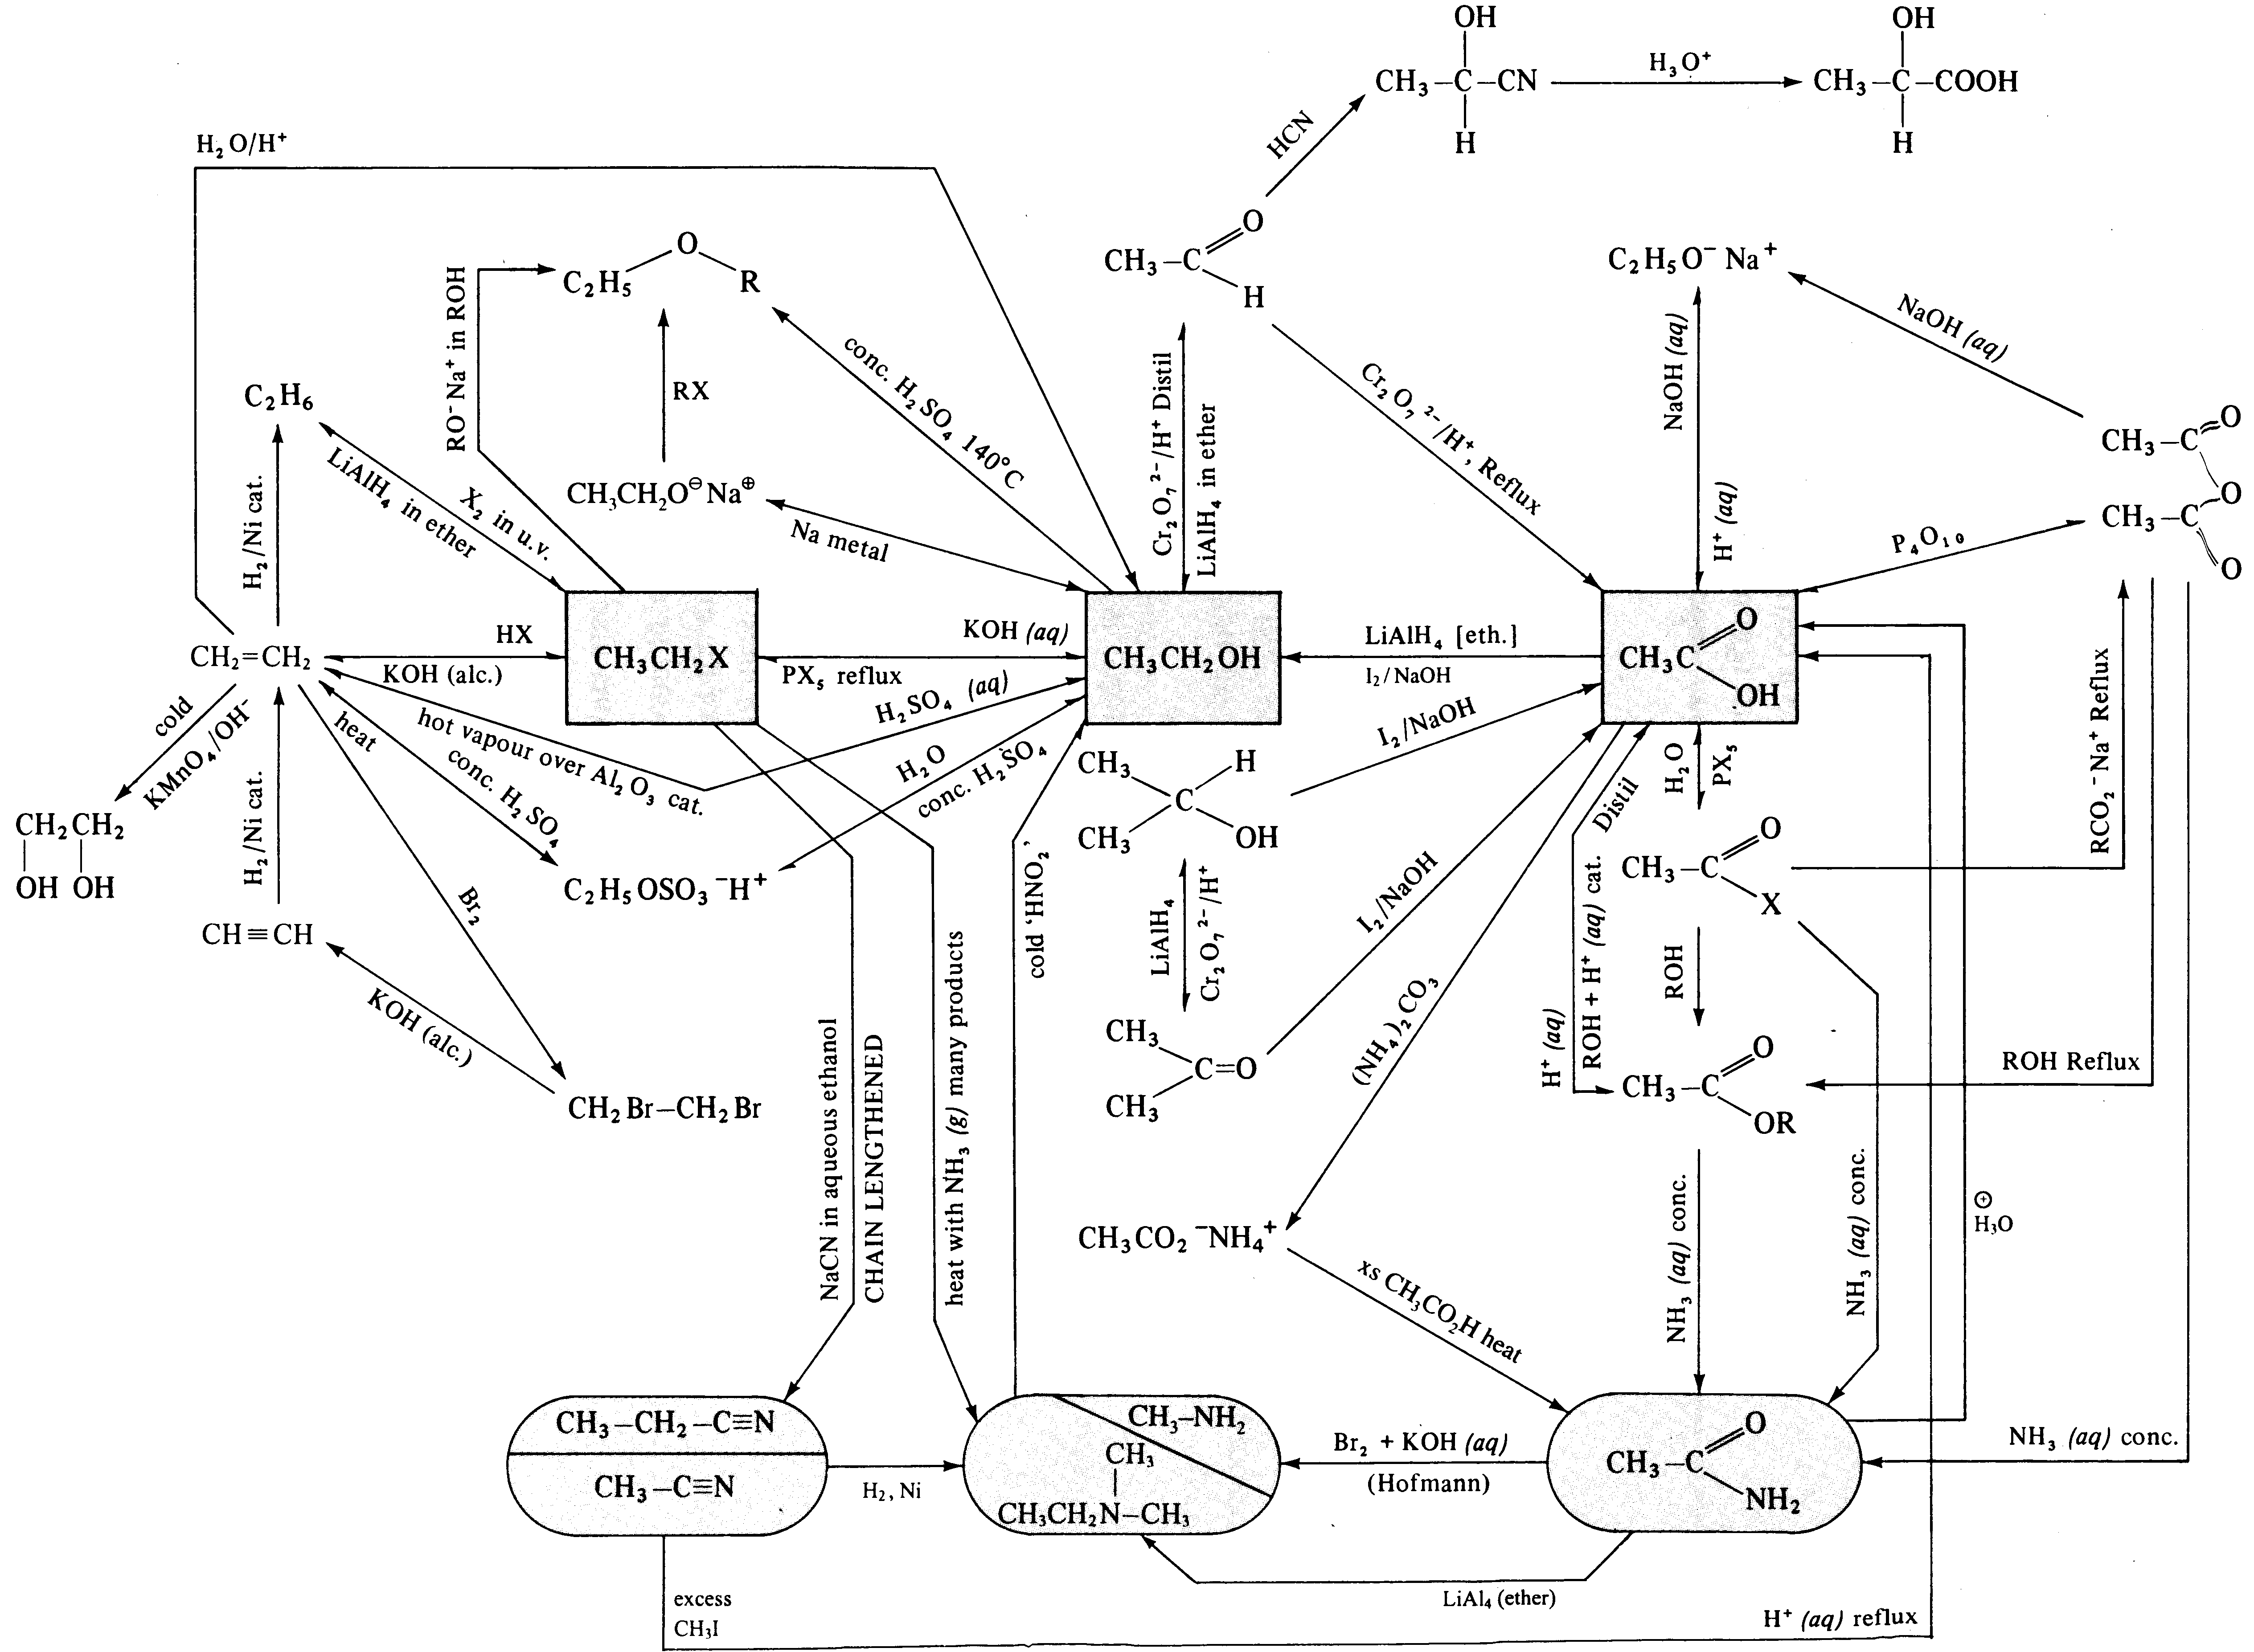 OH
CH₃–C–CN
H
H₃O⁺
OH
CH₃–C–COOH
H
HCN
H₂O/H⁺
O
CH₃–C
H
O
C₂H₅
R
RO⁻Na⁺ in ROH
RX
CH₃CH₂O⊖Na⊕
conc. H₂SO₄ 140°C
Na metal
C₂H₆
LiAlH₄ in ether
X₂ in u.v.
H₂/Ni cat.
Cr₂O₇²⁻/H⁺ Distil
LiAlH₄ in ether
Cr₂O₇²⁻/H⁺, Reflux
C₂H₅O⁻ Na⁺
NaOH (aq)
H⁺ (aq)
NaOH (aq)
O
CH₃–C
O
CH₃–C
O
P₄O₁₀
CH₂=CH₂
HX
KOH (alc.)
CH₃CH₂X
KOH (aq)
PX₅ reflux
CH₃CH₂OH
LiAlH₄ [eth.]
I₂/NaOH
O
CH₃C
OH
cold
KMnO₄/OH⁻
CH₂CH₂
OH OH
heat
conc. H₂SO₄
hot vapour over Al₂O₃ cat.
H₂SO₄ (aq)
H₂O
conc. H₂SO₄
C₂H₅OSO₃⁻H⁺
H₂/Ni cat.
CH≡CH
Br₂
KOH (alc.)
CH₂Br–CH₂Br
CH₃
H
C
CH₃
OH
I₂/NaOH
LiAlH₄
Cr₂O₇²⁻/H⁺
CH₃
C=O
CH₃
I₂/NaOH
H₂O
PX₅
Distil
O
CH₃–C
X
RCO₂⁻Na⁺ Reflux
ROH
H⁺ (aq)
ROH + H⁺ (aq) cat.
O
CH₃–C
OR
ROH Reflux
(NH₄)₂CO₃
CH₃CO₂⁻NH₄⁺
xs CH₃CO₂H heat
NH₃ (aq) conc.
NH₃ (aq) conc.
⊕
H₃O
NaCN in aqueous ethanol
CHAIN LENGTHENED
heat with NH₃ (g) many products
cold ‘HNO₂’
CH₃–CH₂–C≡N
CH₃–C≡N
H₂, Ni
CH₃–NH₂
CH₃
CH₃CH₂N–CH₃
Br₂ + KOH (aq)
(Hofmann)
O
CH₃–C
NH₂
NH₃ (aq) conc.
LiAl₄ (ether)
excess
CH₃I
H⁺ (aq) reflux